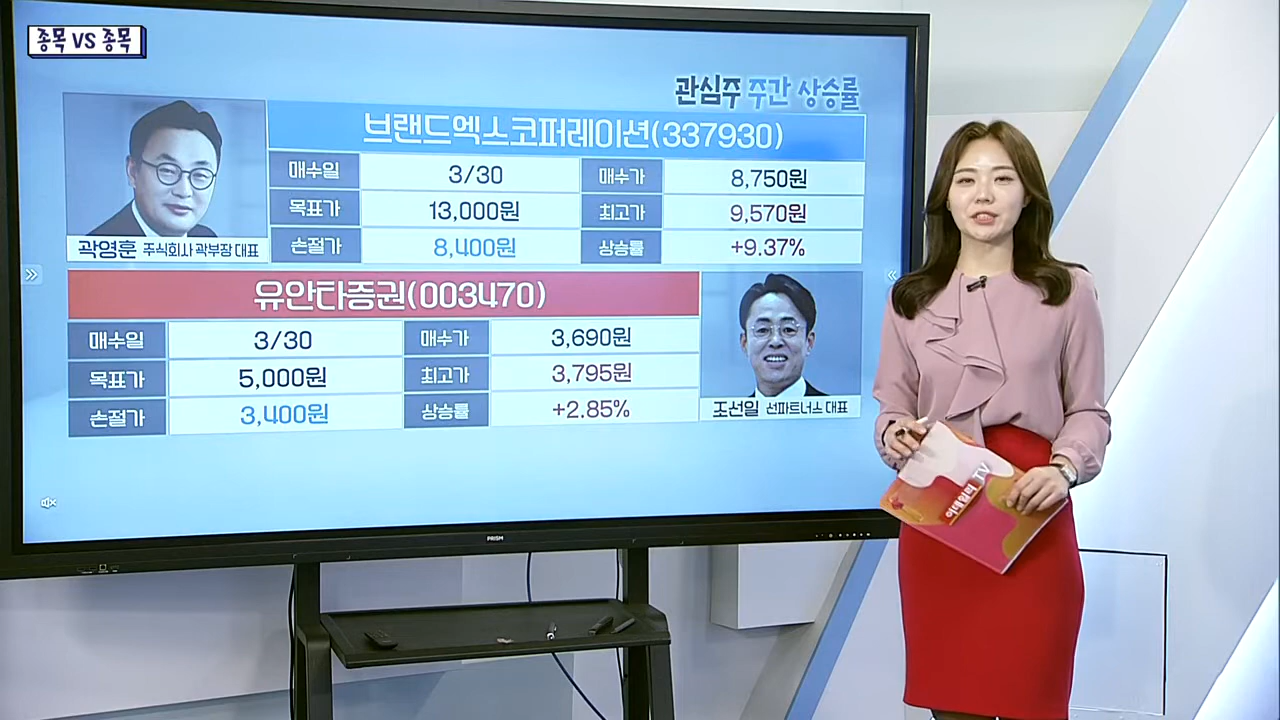 종목 VS 종목
관심주 주간 상승률
브랜드엑스코퍼레이션(337930)
매수일 3/30 매수가 8,750원
목표가 13,000원 최고가 9,570원
손절가 8,400원 상승률 +9.37%
곽영훈 주식회사 곽부장 대표
유안타증권(003470)
매수일 3/30 매수가 3,690원
목표가 5,000원 최고가 3,795원
손절가 3,400원 상승률 +2.85%
조선일 선파트너스 대표
PRISM
이데일리 TV